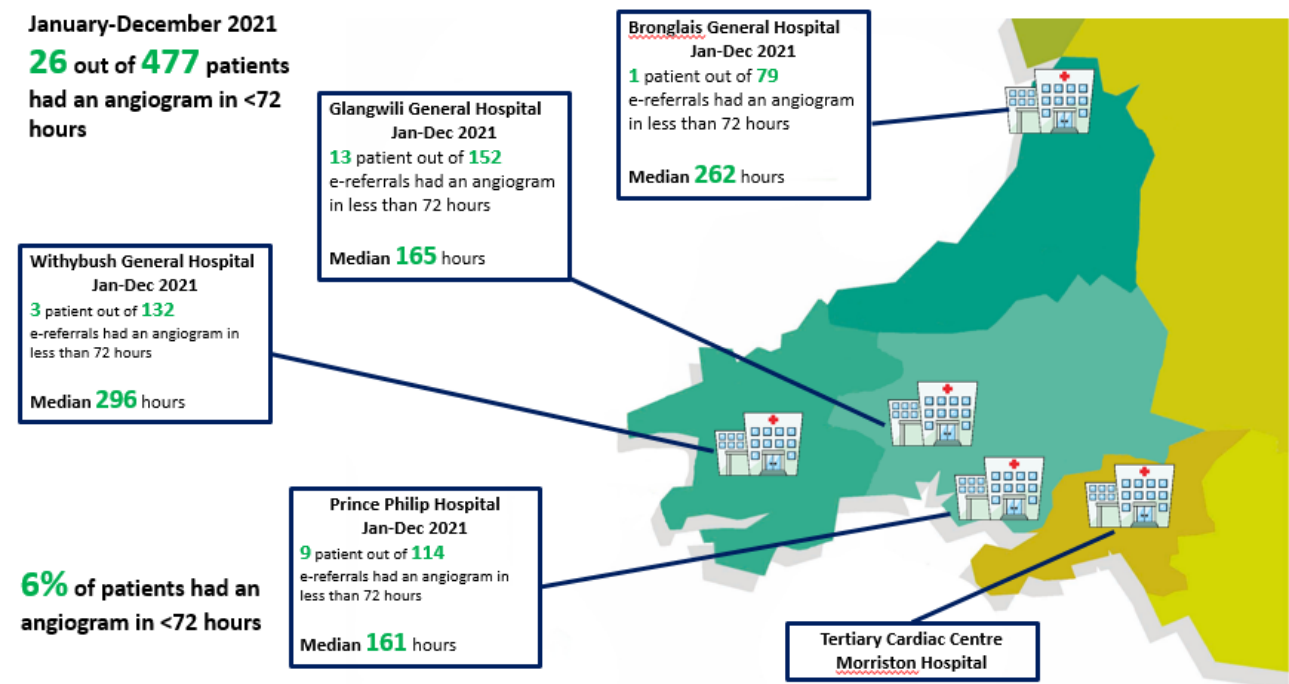 January-December 2021
26 out of 477 patients
had an angiogram in <72
hours
Bronglais General Hospital
Jan-Dec 2021
1 patient out of 79
e-referrals had an angiogram
in less than 72 hours
Median 262 hours
Glangwili General Hospital
Jan-Dec 2021
13 patient out of 152
e-referrals had an angiogram
in less than 72 hours
Median 165 hours
Withybush General Hospital
Jan-Dec 2021
3 patient out of 132
e-referrals had an angiogram in
less than 72 hours
Median 296 hours
Prince Philip Hospital
Jan-Dec 2021
9 patient out of 114
e-referrals had an angiogram in
less than 72 hours
Median 161 hours
6% of patients had an
angiogram in <72 hours
Tertiary Cardiac Centre
Morriston Hospital